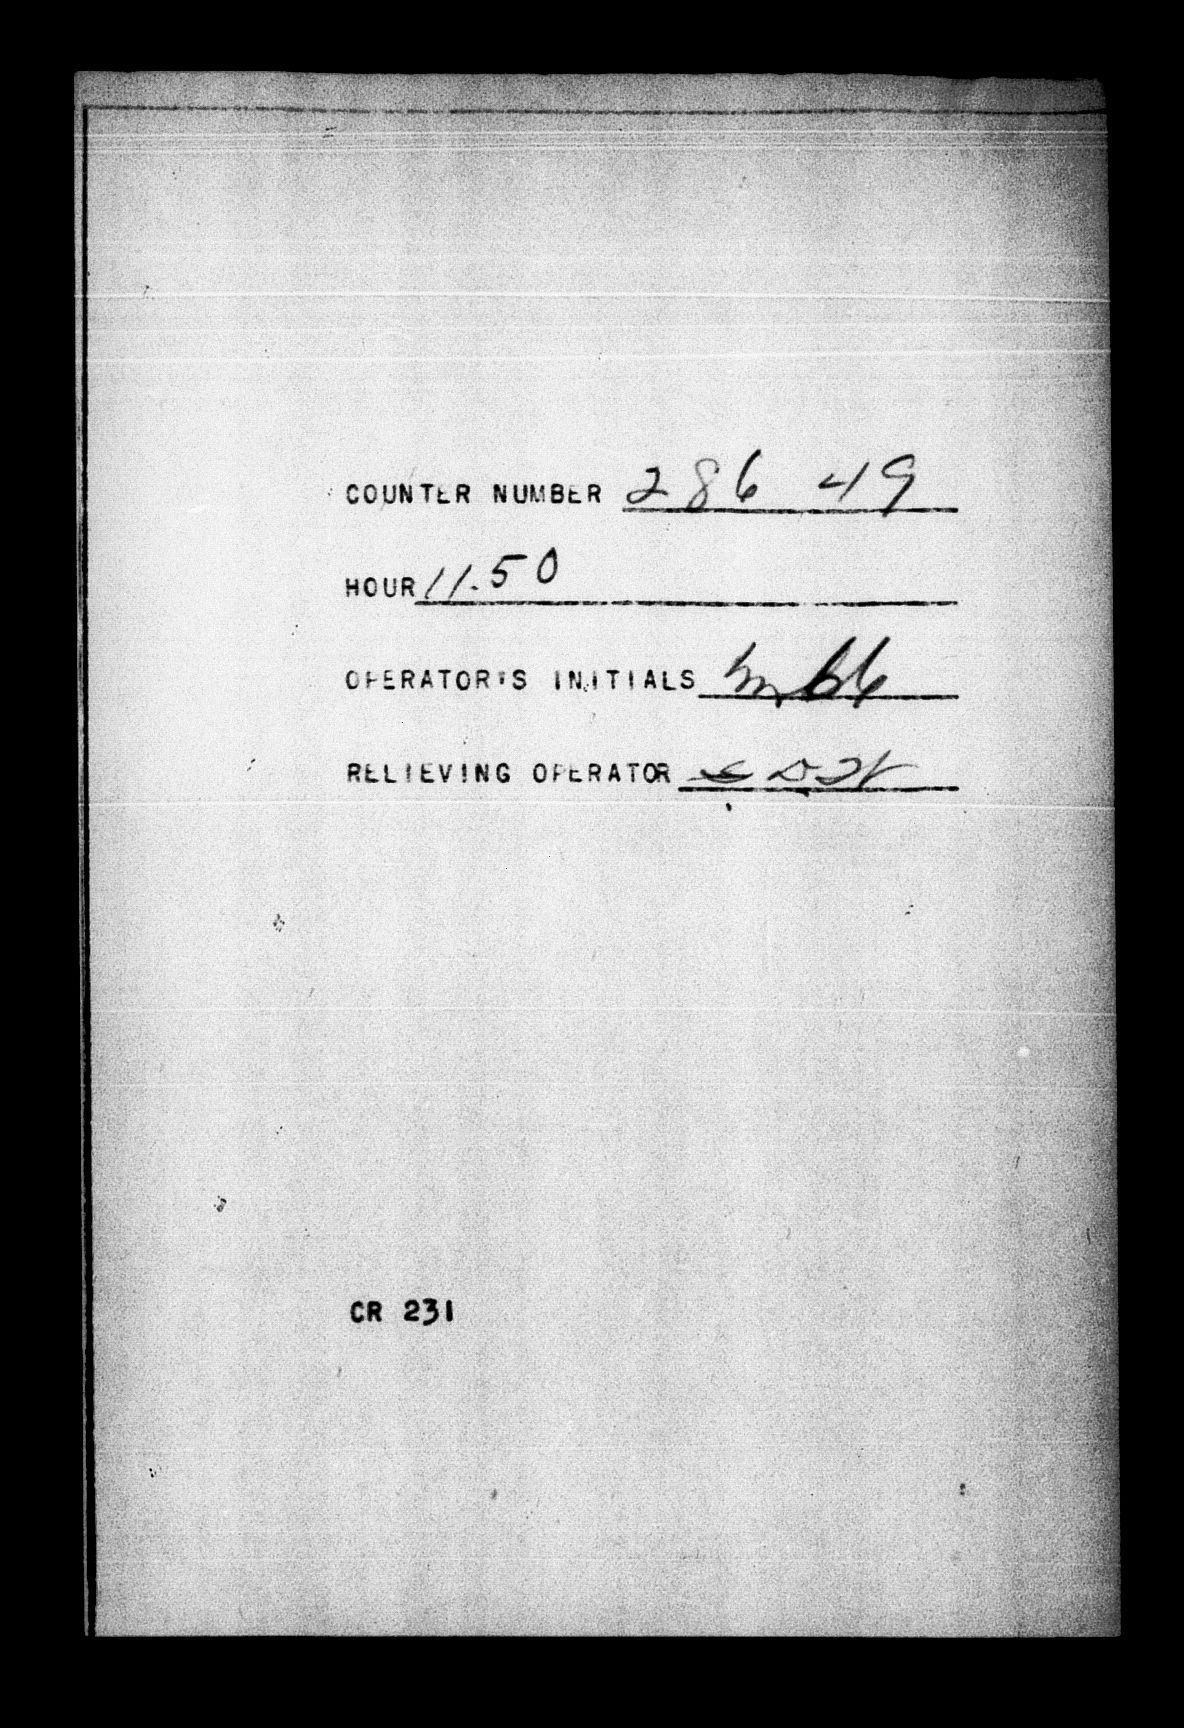 COUNTER NUMBER 286 49
HOUR 11.50
OPERATOR'S INITIALS
RELIEVING OPERATOR
CR 231